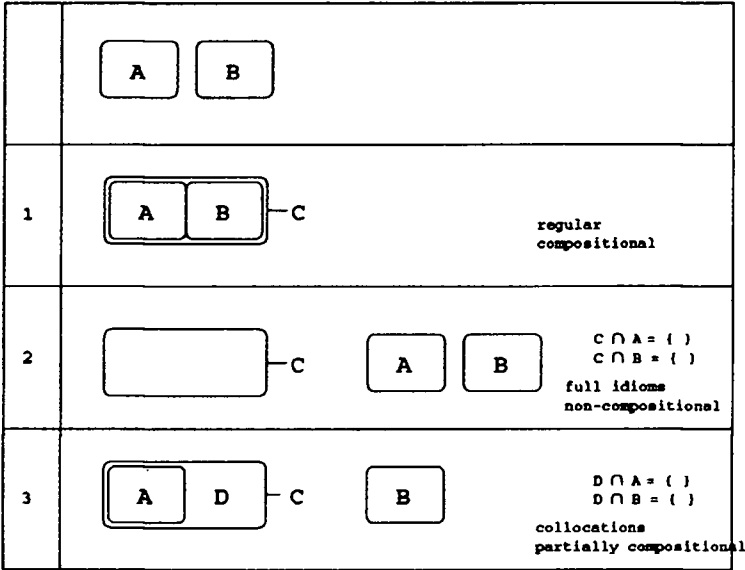 A B
1 A B C regular
compositional
2 C A B C ∩ A = { }
C ∩ B = { }
full idioms
non-compositional
3 A D C B D ∩ A = { }
D ∩ B = { }
collocations
partially compositional